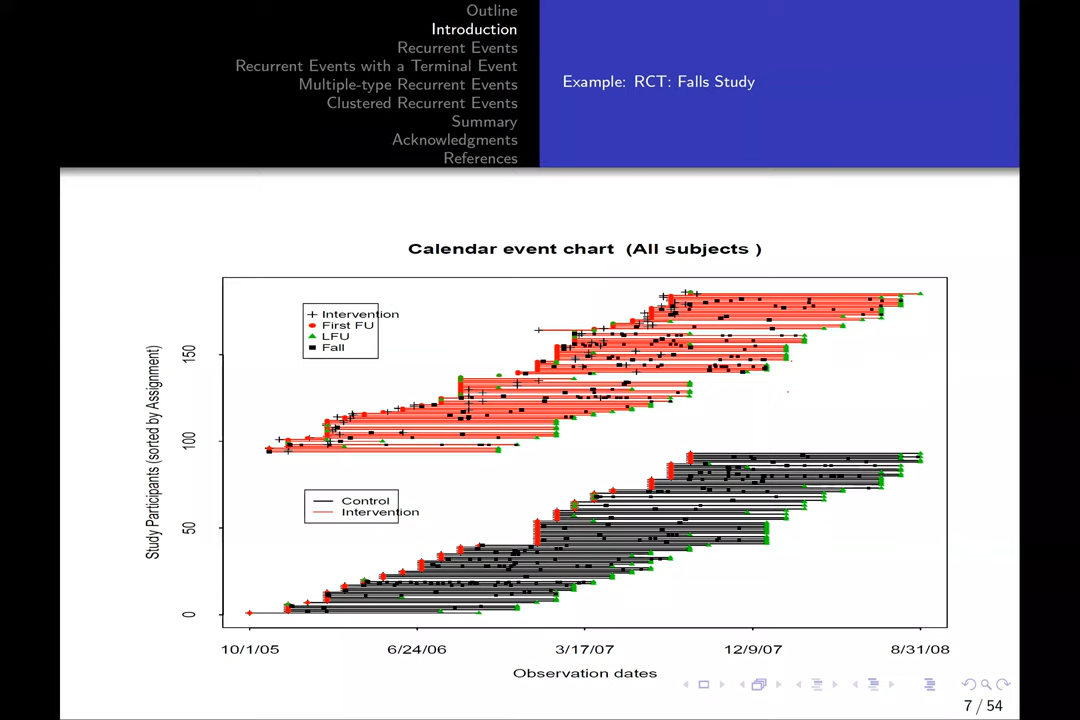 Outline
Introduction
Recurrent Events
Recurrent Events with a Terminal Event
Multiple-type Recurrent Events
Clustered Recurrent Events
Summary
Acknowledgments
References
Example: RCT: Falls Study
Calendar event chart (All subjects )
Intervention
First FU
LFU
Fall
Control
Intervention
Study Participants (sorted by Assignment)
150
100
50
0
10/1/05 6/24/06 3/17/07 12/9/07 8/31/08
Observation dates
7 / 54